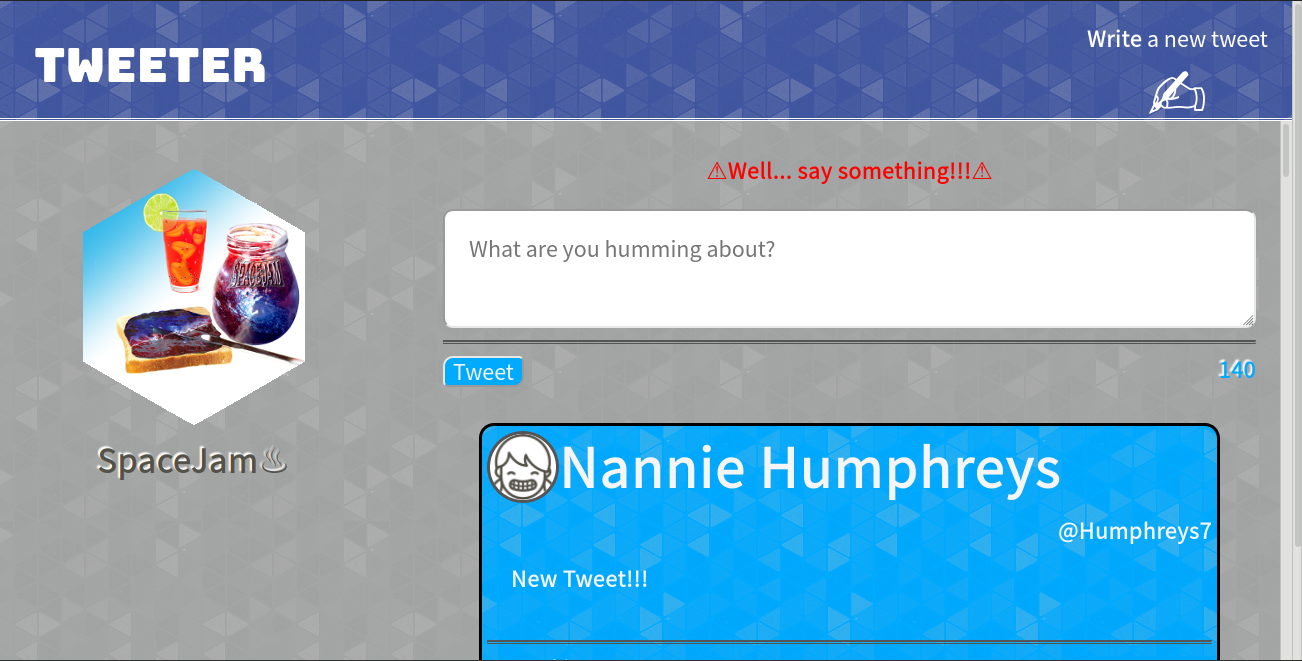 TWEETER
Write a new tweet
⚠Well... say something!!!⚠
What are you humming about?
Tweet
140
SPACEJAM
SpaceJam♨
Nannie Humphreys
@Humphreys7
New Tweet!!!